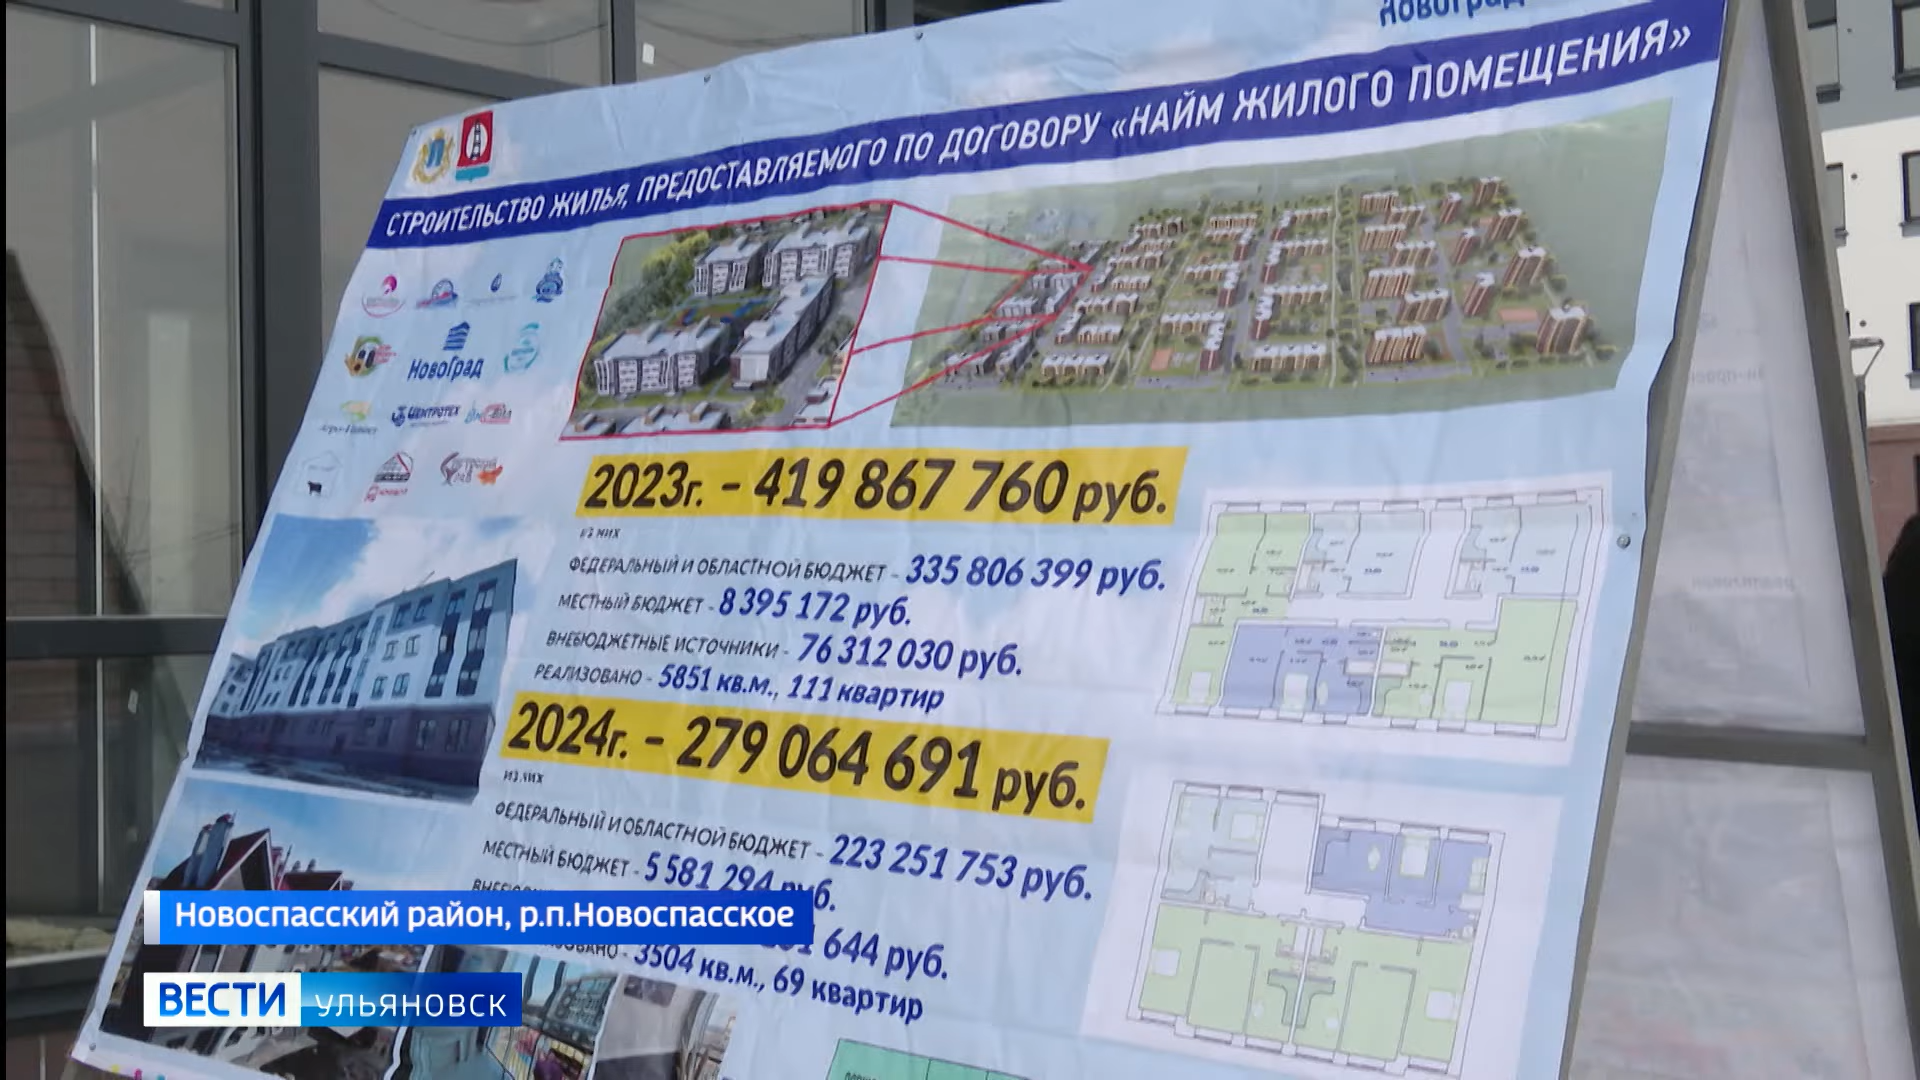 СТРОИТЕЛЬСТВО ЖИЛЬЯ, ПРЕДОСТАВЛЯЕМОГО ПО ДОГОВОРУ «НАЙМ ЖИЛОГО ПОМЕЩЕНИЯ»
НовоГрад
ЦЕНТРОТЕХ
2023г. - 419 867 760 руб.
из них
ФЕДЕРАЛЬНЫЙ И ОБЛАСТНОЙ БЮДЖЕТ - 335 806 399 руб.
МЕСТНЫЙ БЮДЖЕТ - 8 395 172 руб.
ВНЕБЮДЖЕТНЫЕ ИСТОЧНИКИ - 76 312 030 руб.
РЕАЛИЗОВАНО - 5851 кв.м., 111 квартир
2024г. - 279 064 691 руб.
из них
ФЕДЕРАЛЬНЫЙ И ОБЛАСТНОЙ БЮДЖЕТ - 223 251 753 руб.
МЕСТНЫЙ БЮДЖЕТ - 5 581 294 руб.
644 руб.
3504 кв.м., 69 квартир
Новоспасский район, р.п.Новоспасское
ВЕСТИ УЛЬЯНОВСК